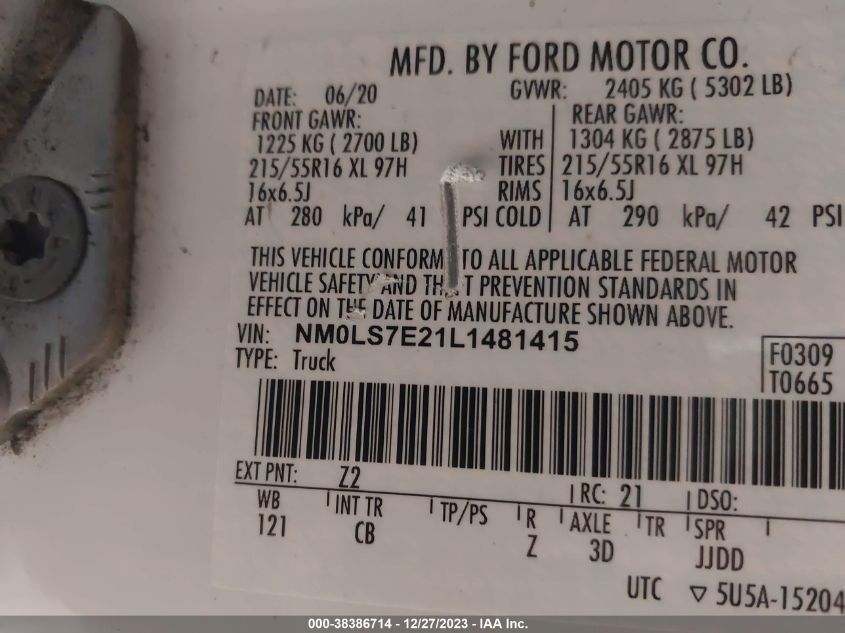 MFD. BY FORD MOTOR CO.
DATE: 06/20 GVWR: 2405 KG ( 5302 LB)
FRONT GAWR: REAR GAWR:
1225 KG ( 2700 LB) WITH 1304 KG ( 2875 LB)
215/55R16 XL 97H TIRES 215/55R16 XL 97H
16x6.5J RIMS 16x6.5J
AT 280 kPa/ 41 PSI COLD AT 290 kPa/ 42 PSI
THIS VEHICLE CONFORM TO ALL APPLICABLE FEDERAL MOTOR
VEHICLE SAFETY AND TH T PREVENTION STANDARDS IN
EFFECT ON THE DATE OF MANUFACTURE SHOWN ABOVE.
VIN: NM0LS7E21L1481415
TYPE: Truck
F0309
T0665
EXT PNT: Z2 RC: 21 DSO:
WB INT TR TP/PS R AXLE TR SPR
121 CB Z 3D JJDD
UTC ▽ 5U5A-15204
000-38386714 - 12/27/2023 - IAA Inc.